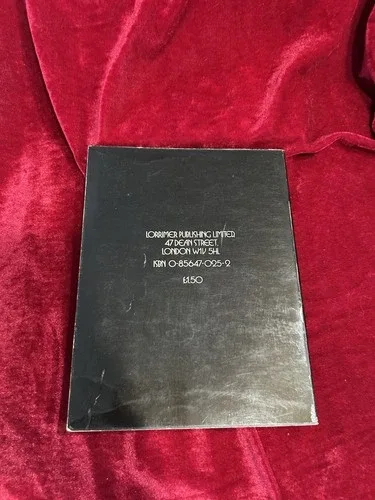 LORRIMER PUBLISHING LIMITED
47 DEAN STREET,
LONDON W1V 5HL
ISBN 0-85647-025-2
£1.50